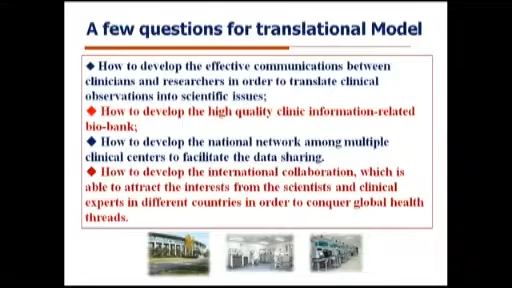 A few questions for translational Model
◆ How to develop the effective communications between
clinicians and researchers in order to translate clinical
observations into scientific issues;
◆ How to develop the high quality clinic information-related
bio-bank;
◆ How to develop the national network among multiple
clinical centers to facilitate the data sharing.
◆ How to develop the international collaboration, which is
able to attract the interests from the scientists and clinical
experts in different countries in order to conquer global health
threads.